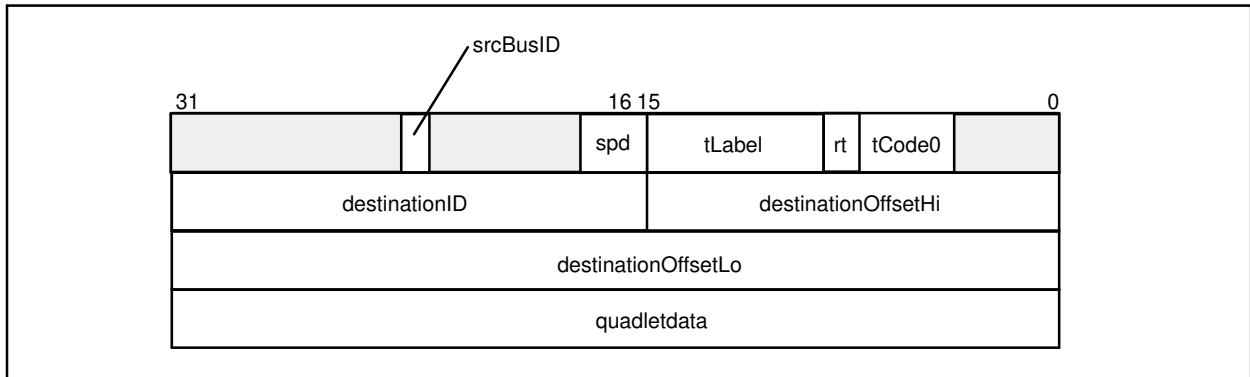 srcBusID
31 16 15 0
spd tLabel rt tCode0
destinationID destinationOffsetHi
destinationOffsetLo
quadletdata